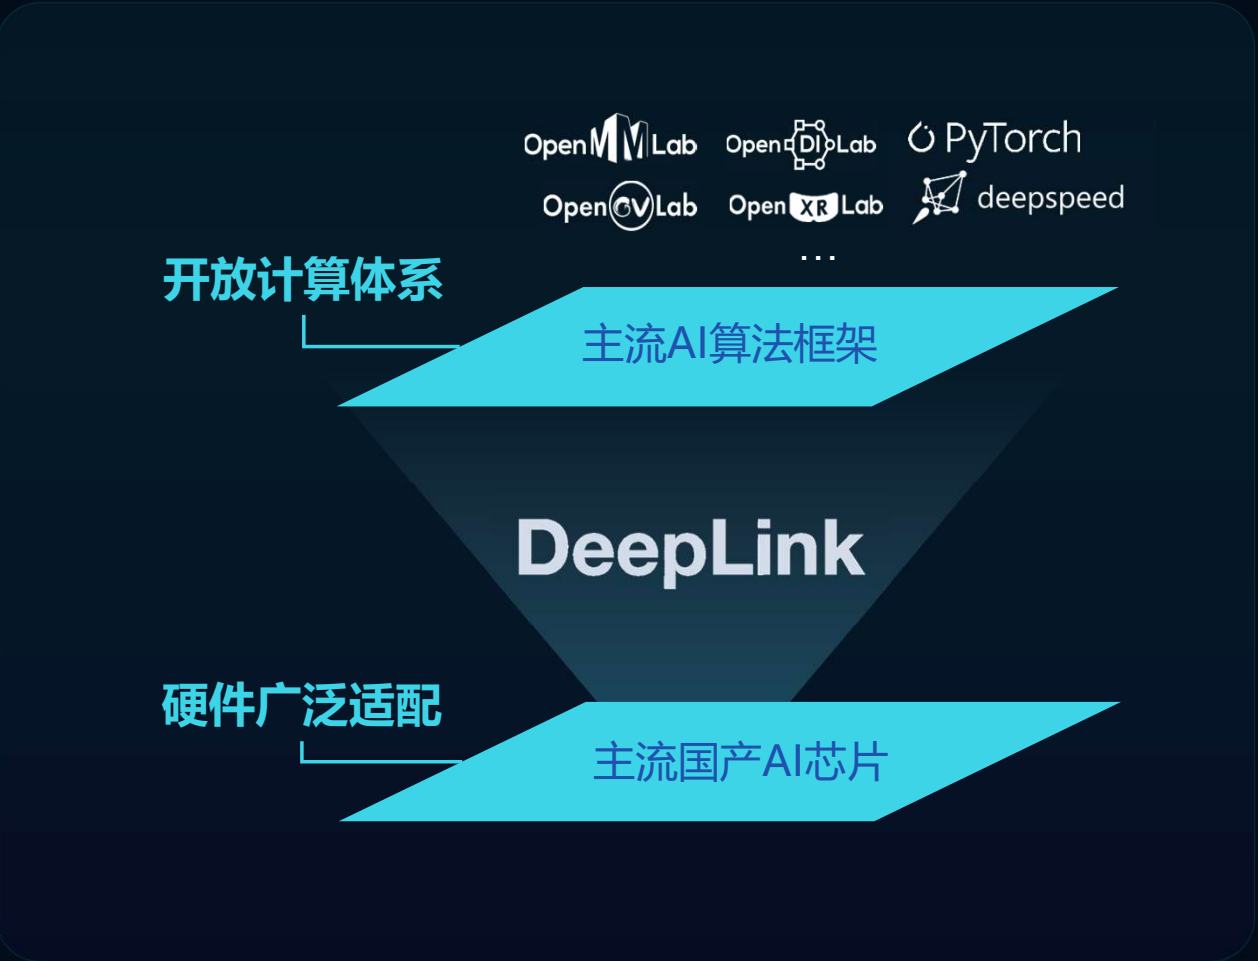 OpenMMLab OpenDILab PyTorch
OpenGVLab OpenXRLab deepspeed
...
开放计算体系
主流AI算法框架
DeepLink
硬件广泛适配
主流国产AI芯片